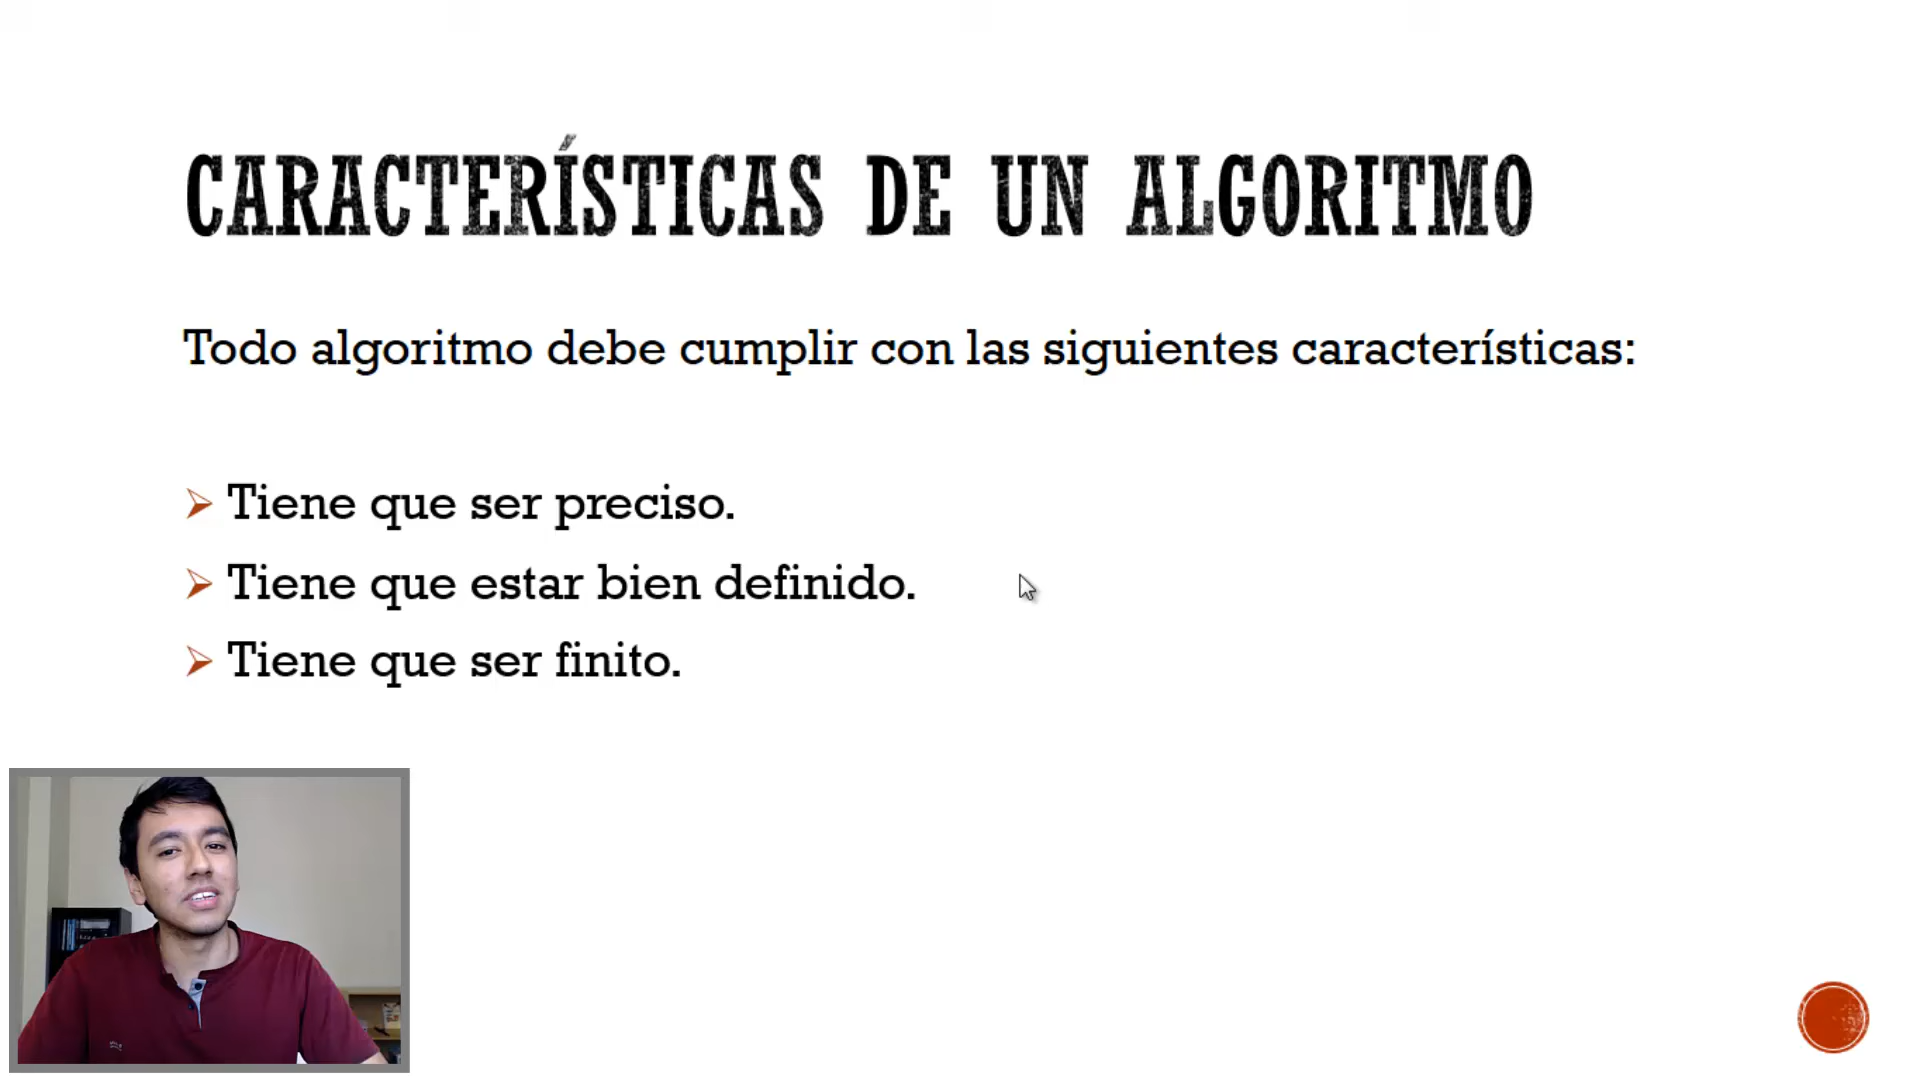 CARACTERÍSTICAS DE UN ALGORITMO
Todo algoritmo debe cumplir con las siguientes características:
Tiene que ser preciso.
Tiene que estar bien definido.
Tiene que ser finito.